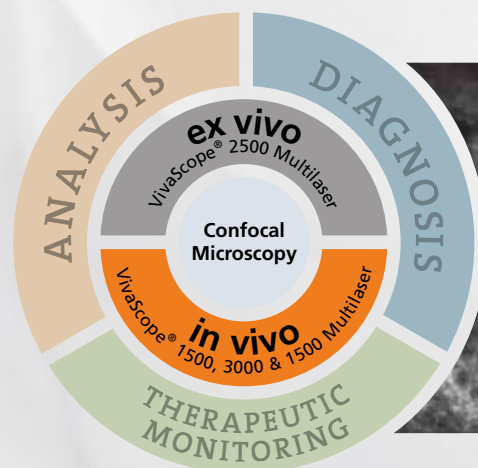 ANALYSIS
DIAGNOSIS
ex vivo
VivaScope® 2500 Multilaser
Confocal
Microscopy
in vivo
VivaScope® 1500, 3000 & 1500 Multilaser
THERAPEUTIC
MONITORING